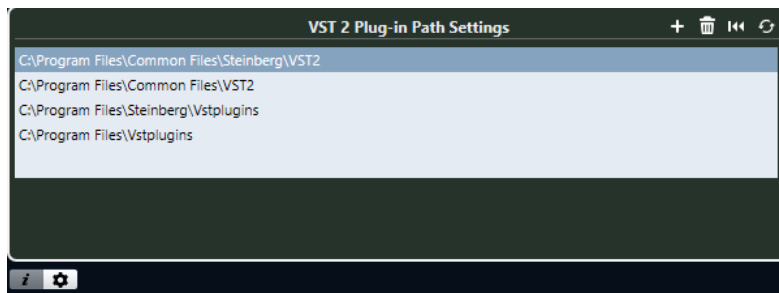 VST 2 Plug-in Path Settings
C:\Program Files\Common Files\Steinberg\VST2
C:\Program Files\Common Files\VST2
C:\Program Files\Steinberg\Vstplugins
C:\Program Files\Vstplugins
i